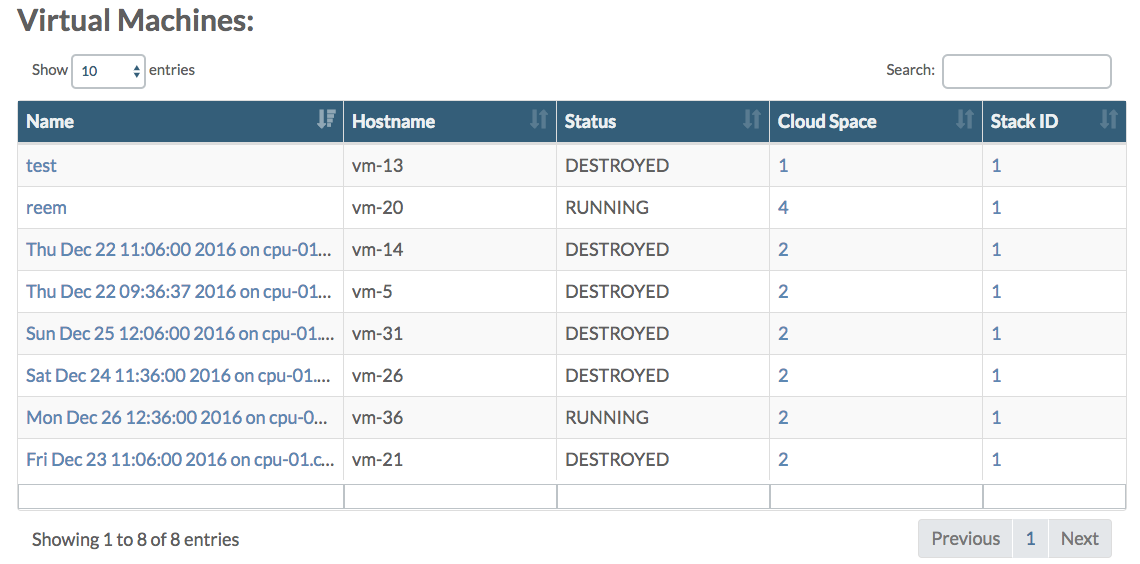 Virtual Machines:
Show 10 entries Search:
Name Hostname Status Cloud Space Stack ID
test vm-13 DESTROYED 1 1
reem vm-20 RUNNING 4 1
Thu Dec 22 11:06:00 2016 on cpu-01... vm-14 DESTROYED 2 1
Thu Dec 22 09:36:37 2016 on cpu-01... vm-5 DESTROYED 2 1
Sun Dec 25 12:06:00 2016 on cpu-01.... vm-31 DESTROYED 2 1
Sat Dec 24 11:36:00 2016 on cpu-01.... vm-26 DESTROYED 2 1
Mon Dec 26 12:36:00 2016 on cpu-0... vm-36 RUNNING 2 1
Fri Dec 23 11:06:00 2016 on cpu-01.c... vm-21 DESTROYED 2 1
Showing 1 to 8 of 8 entries Previous 1 Next